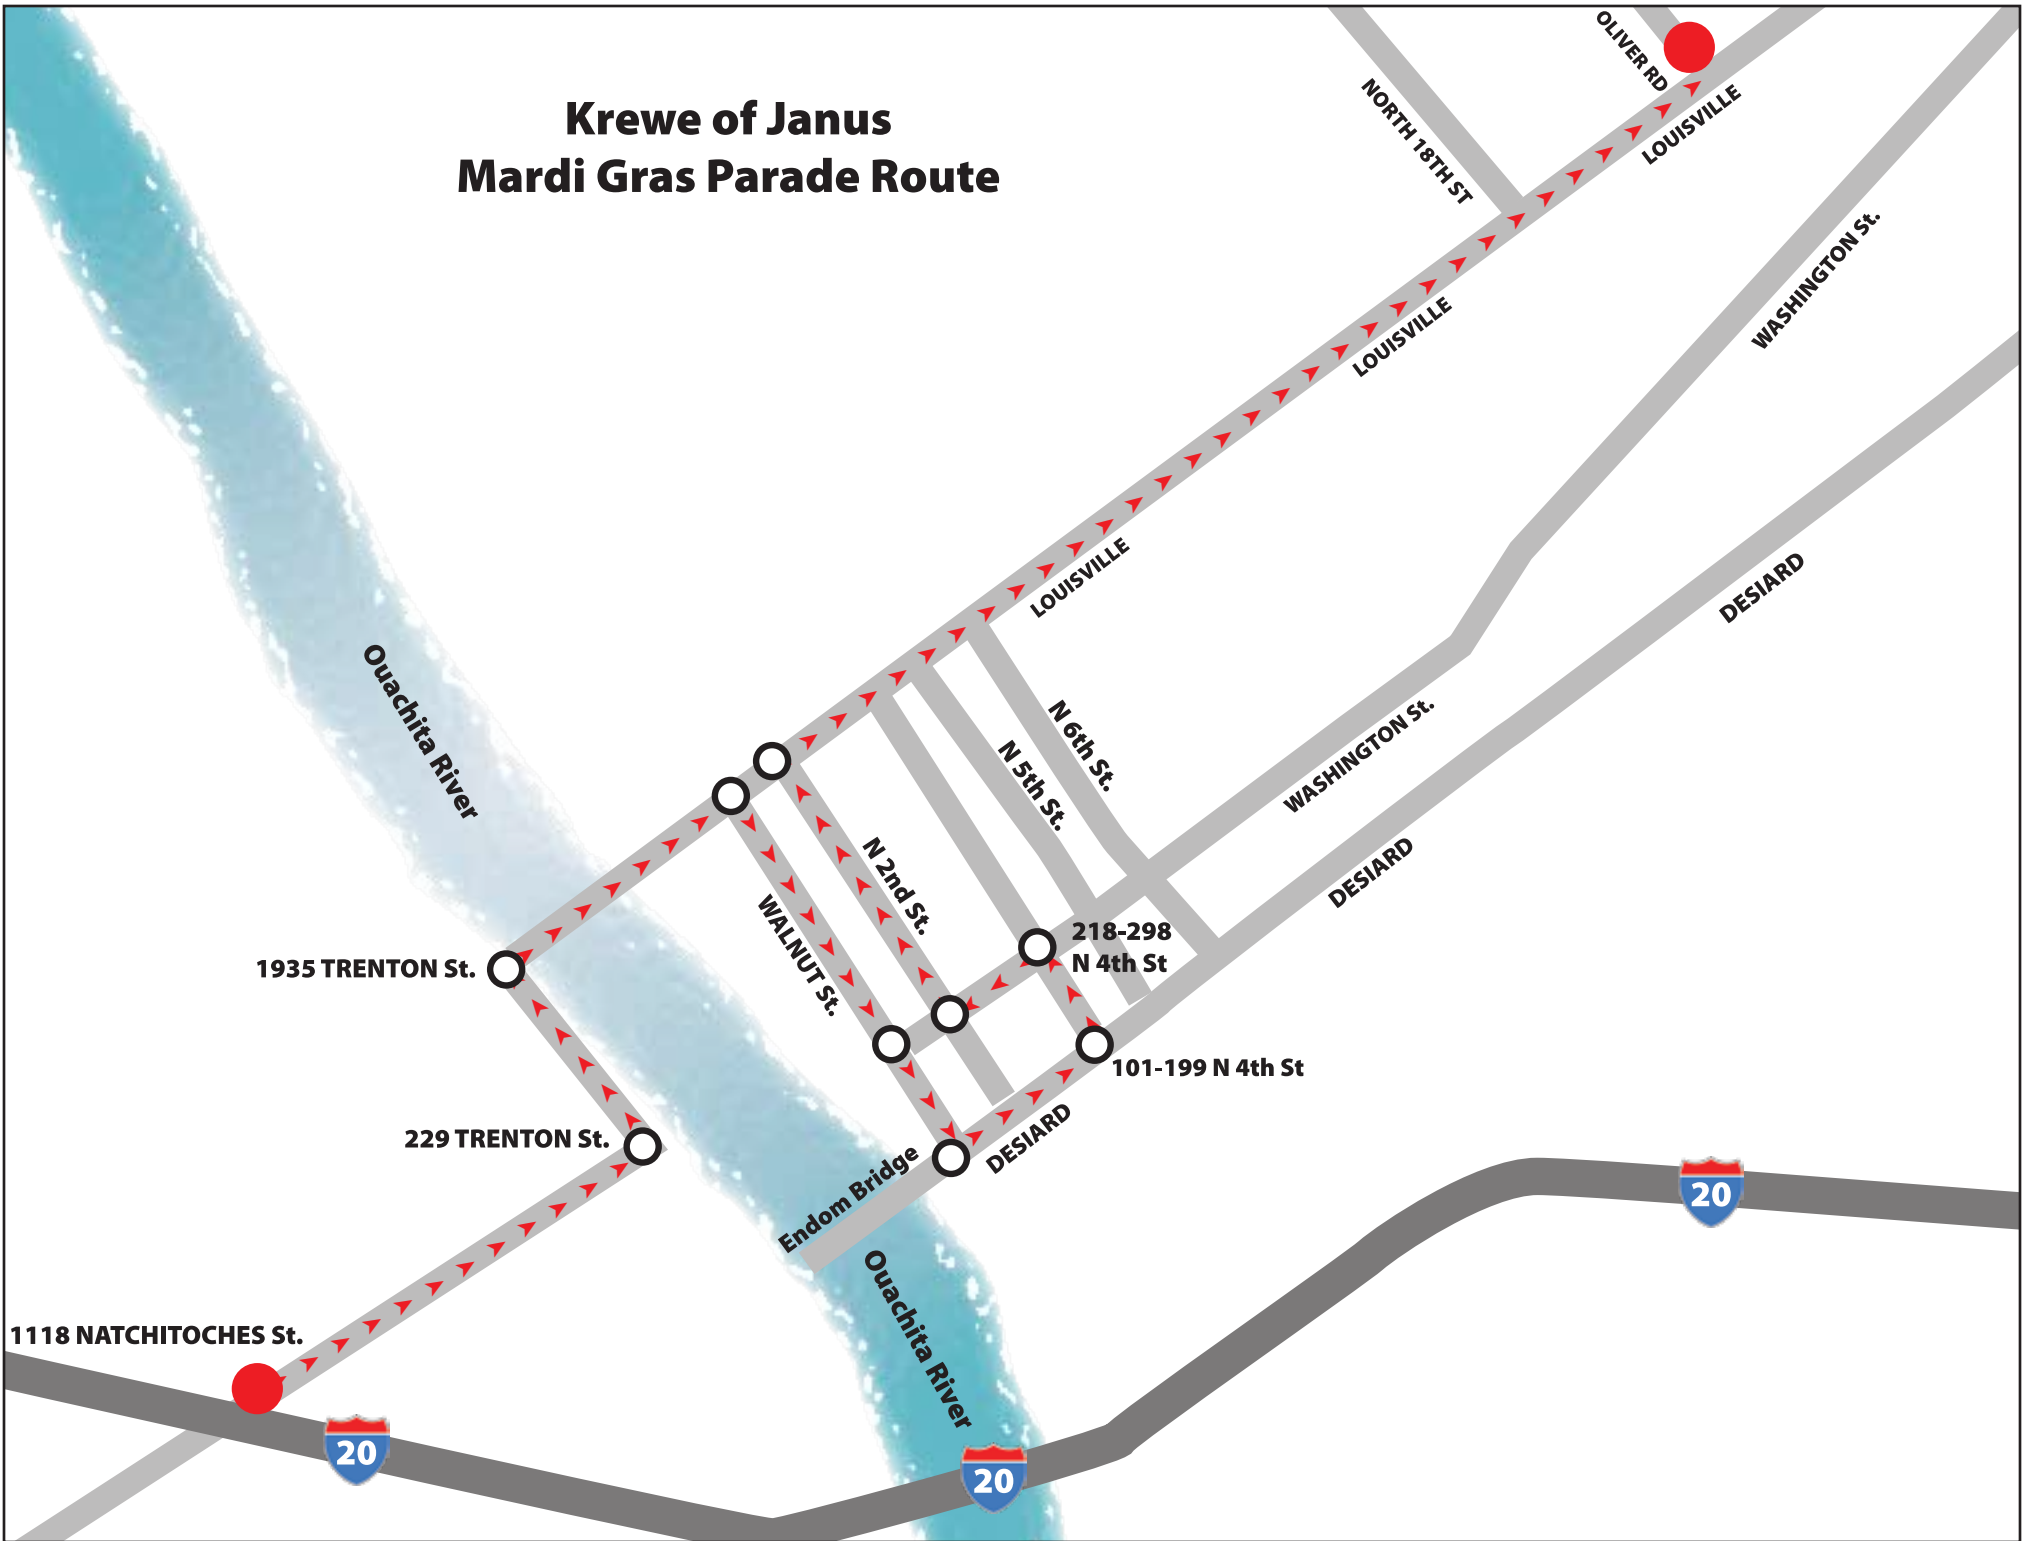 Krewe of Janus
Mardi Gras Parade Route
OLIVER RD
LOUISVILLE
NORTH 18TH ST
WASHINGTON St.
LOUISVILLE
LOUISVILLE
DESIARD
Ouachita River
N 6th St.
N 5th St.
WASHINGTON St.
N 2nd St.
DESIARD
WALNUT St.
218-298
N 4th St
1935 TRENTON St.
101-199 N 4th St
229 TRENTON St.
DESIARD
Endom Bridge
20
Ouachita River
1118 NATCHITOCHES St.
20
20